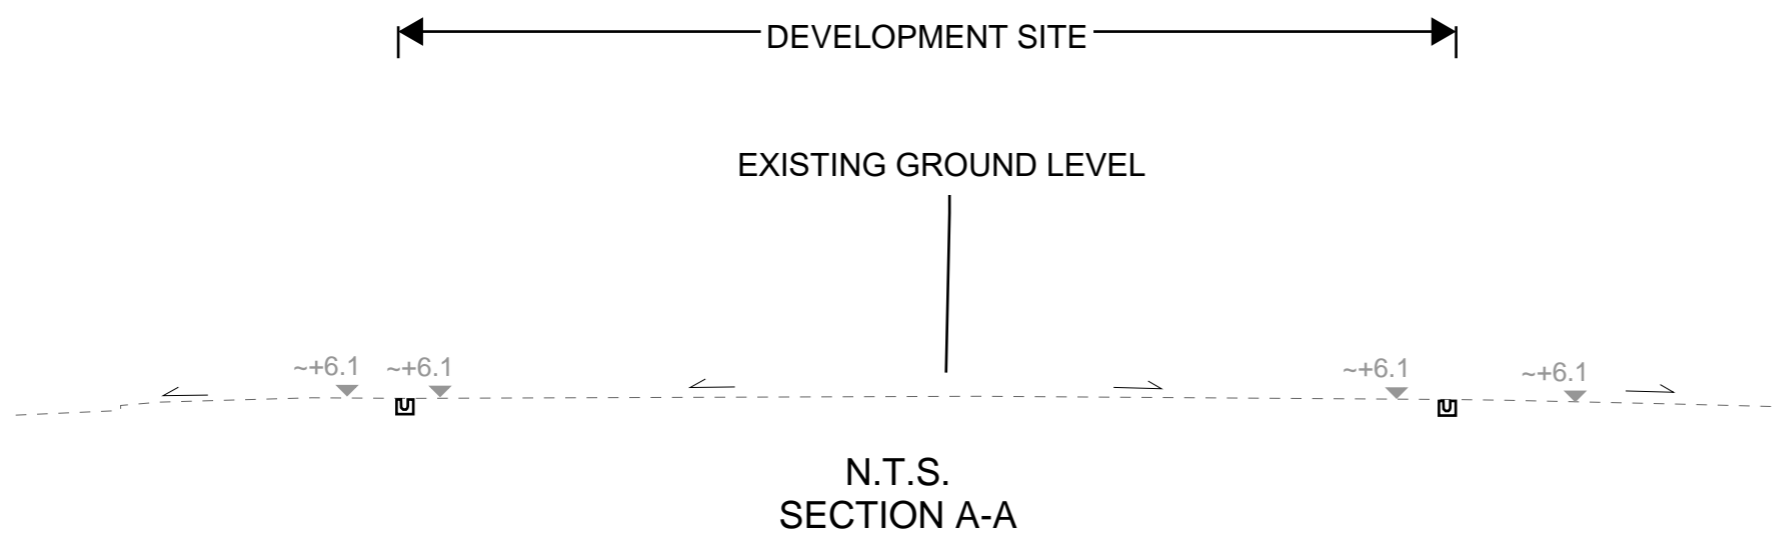 DEVELOPMENT SITE
EXISTING GROUND LEVEL
~+6.1 ~+6.1 ~+6.1 ~+6.1
N.T.S.
SECTION A-A